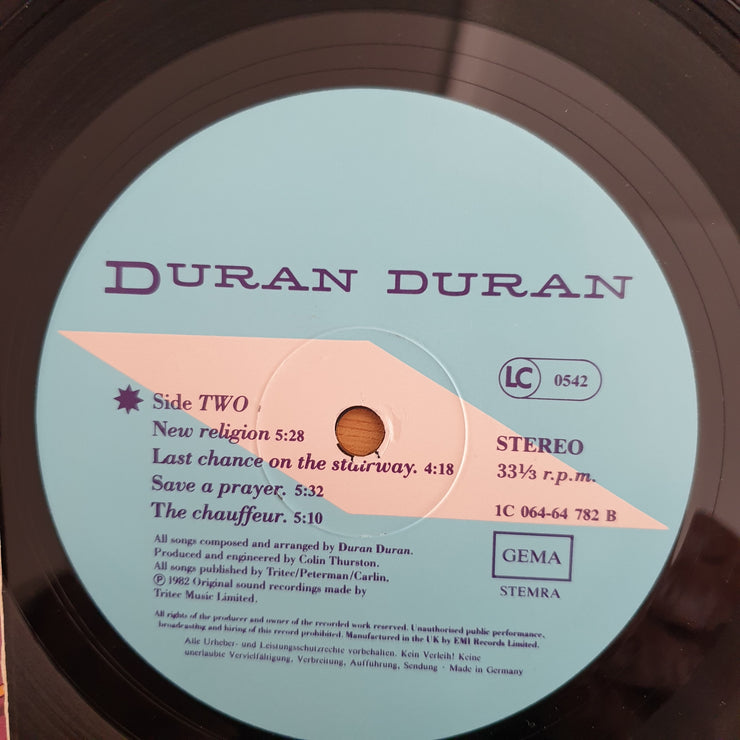 DURAN DURAN
LC 0542
Side TWO
New religion 5:28
Last chance on the stairway. 4:18
Save a prayer. 5:32
The chauffeur. 5:10
STEREO
33⅓ r.p.m.
1C 064-64 782 B
GEMA
STEMRA
All songs composed and arranged by Duran Duran.
Produced and engineered by Colin Thurston.
All songs published by Tritec/Peterman/Carlin.
℗ 1982 Original sound recordings made by
Tritec Music Limited.
All rights of the producer and owner of the recorded work reserved. Unauthorised public performance,
broadcasting and hiring of this record prohibited. Manufactured in the UK by EMI Records Limited.
Alle Urheber- und Leistungsschutzrechte vorbehalten. Kein Verleih! Keine
unerlaubte Vervielfältigung, Verbreitung, Aufführung, Sendung · Made in Germany